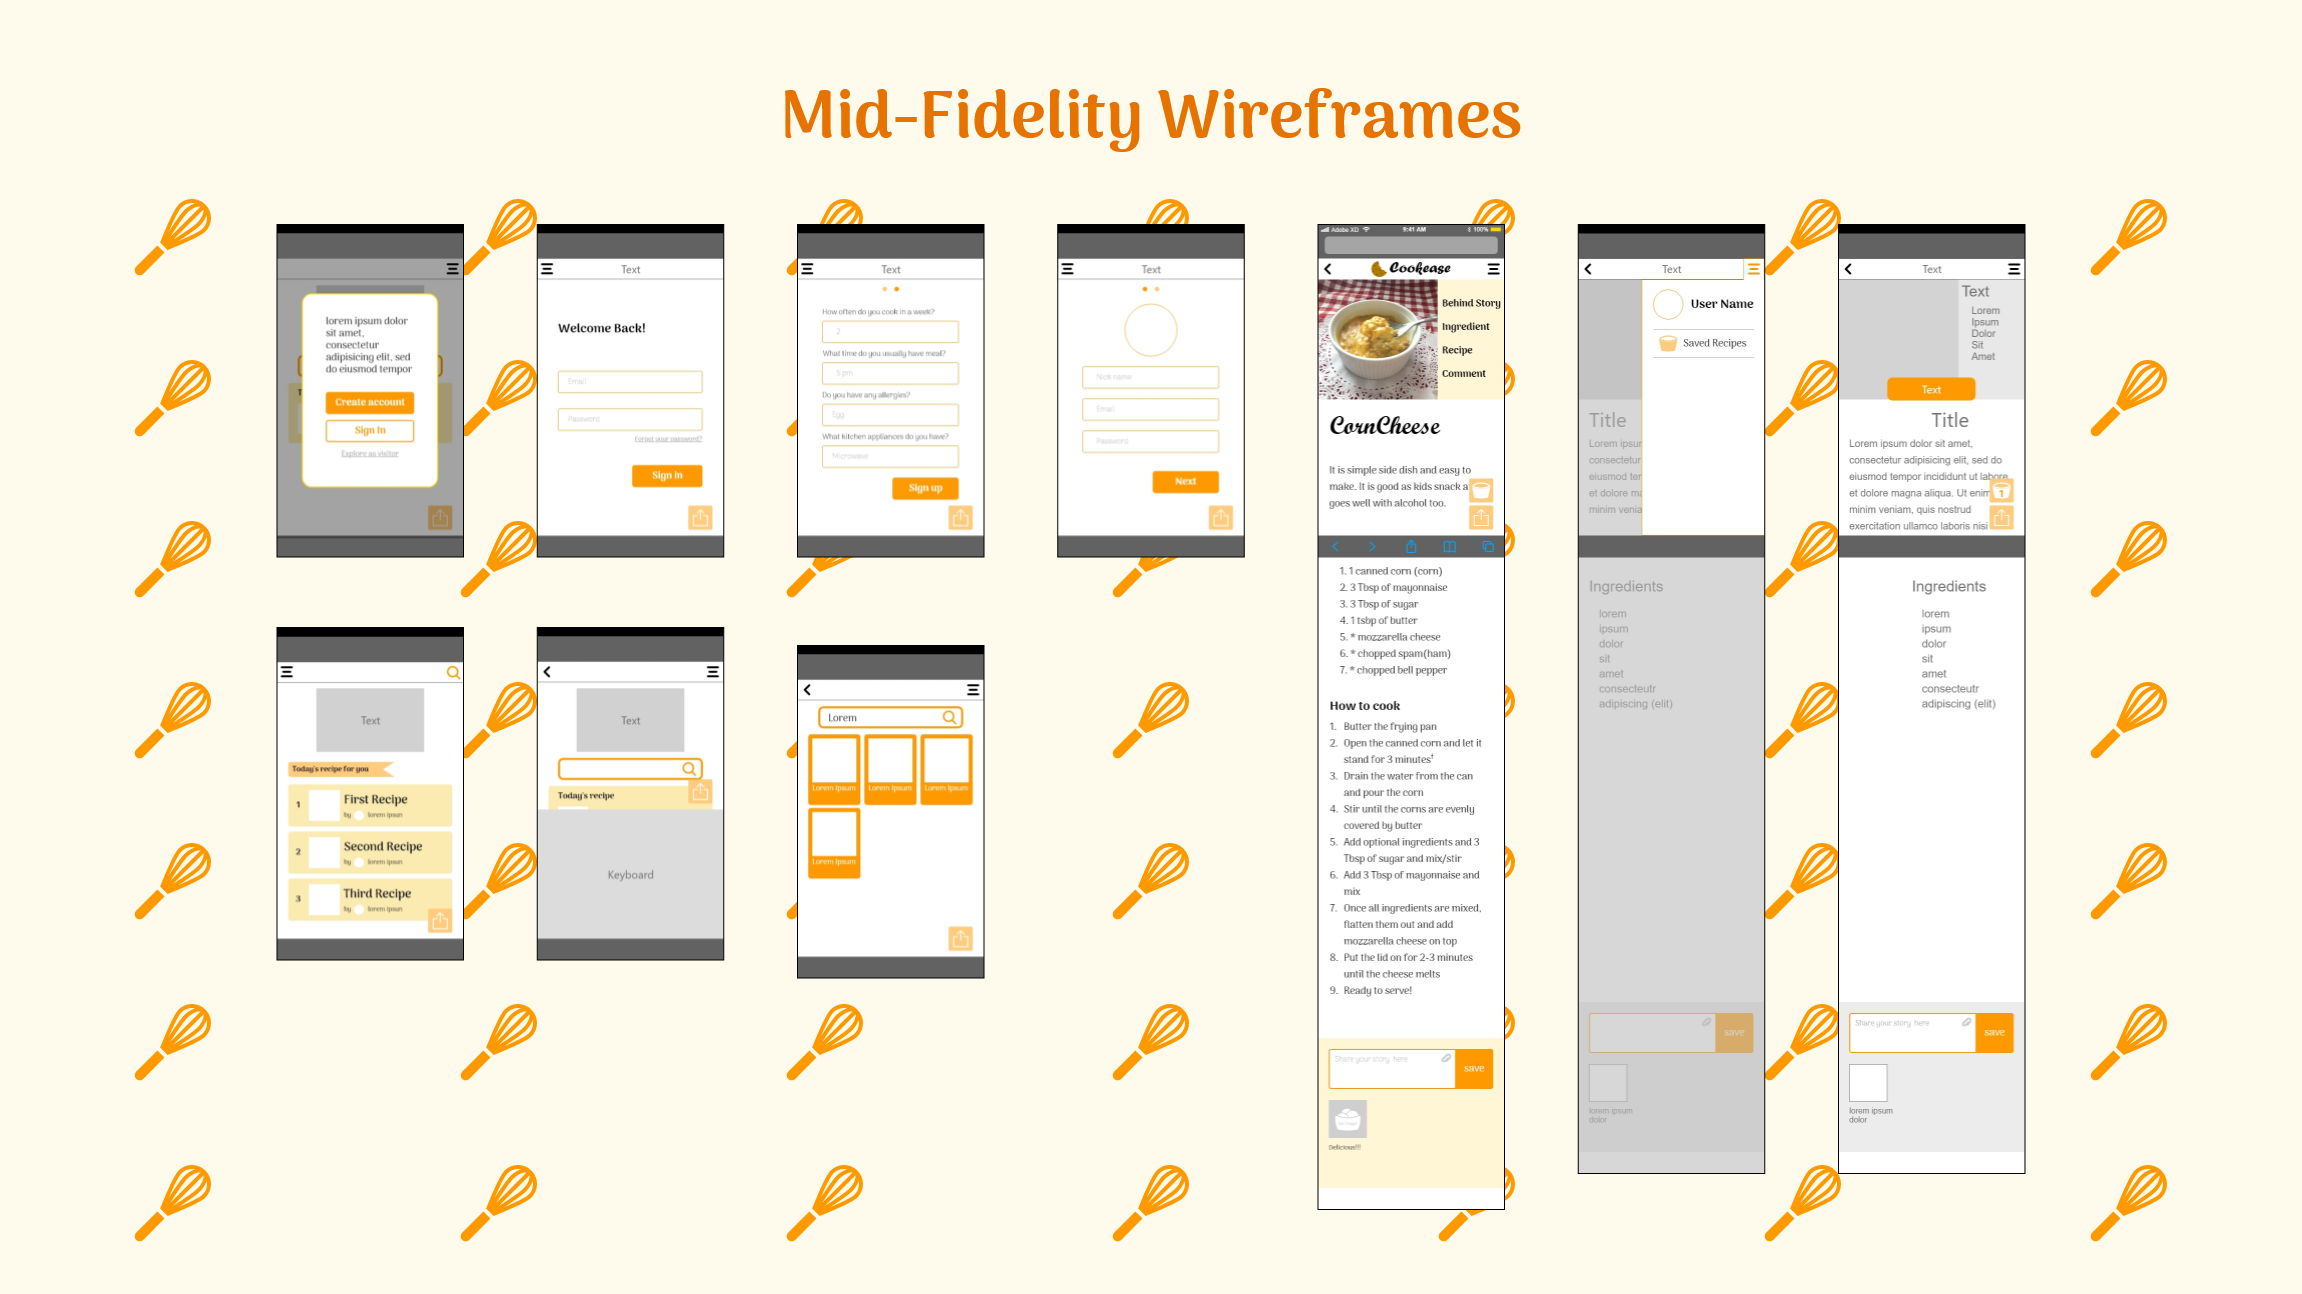 Mid-Fidelity Wireframes
lorem ipsum dolor
sit amet,
consectetur
adipisicing elit, sed
do eiusmod tempor
Create account
Sign in
Explore as visitor
T
Text
Welcome Back!
Email
Password
Forgot your password?
Sign in
Text
How often do you cook in a week?
2
What time do you usually have meal?
5 pm
Do you have any allergies?
Egg
What kitchen appliances do you have?
Microwave
Sign up
Text
Nick name
Email
Password
Next
Adobe XD
9:41 AM
100%
Cookease
Behind Story
Ingredient
Recipe
Comment
CornCheese
It is simple side dish and easy to
make. It is good as kids snack a
goes well with alcohol too.
1. 1 canned corn (corn)
2. 3 Tbsp of mayonnaise
3. 3 Tbsp of sugar
4. 1 tsbp of butter
5. * mozzarella cheese
6. * chopped spam(ham)
7. * chopped bell pepper
How to cook
1. Butter the frying pan
2. Open the canned corn and let it
stand for 3 minutes¹
3. Drain the water from the can
and pour the corn
4. Stir until the corns are evenly
covered by butter
5. Add optional ingredients and 3
Tbsp of sugar and mix/stir
6. Add 3 Tbsp of mayonnaise and
mix
7. Once all ingredients are mixed,
flatten them out and add
mozzarella cheese on top
8. Put the lid on for 2-3 minutes
until the cheese melts
9. Ready to serve!
Share your story here
save
Delicious!!!
Text
User Name
Saved Recipes
Title
Lorem ipsur
consectetur
eiusmod ter
et dolore ma
minim venia
Ingredients
lorem
ipsum
dolor
sit
amet
consecteutr
adipiscing (elit)
save
lorem ipsum
dolor
Text
Text
Lorem
Ipsum
Dolor
Sit
Amet
Text
Title
Lorem ipsum dolor sit amet,
consectetur adipisicing elit, sed do
eiusmod tempor incididunt ut labore
et dolore magna aliqua. Ut enim
1
minim veniam, quis nostrud
exercitation ullamco laboris nisi
Ingredients
lorem
ipsum
dolor
sit
amet
consecteutr
adipiscing (elit)
Share your story here
save
lorem ipsum
dolor
Text
Today's recipe for you
1
First Recipe
by lorem ipsun
2
Second Recipe
by lorem ipsun
3
Third Recipe
by lorem ipsun
Text
Today's recipe
Keyboard
Lorem
Lorem Ipsum
Lorem Ipsum
Lorem Ipsum
Lorem Ipsum